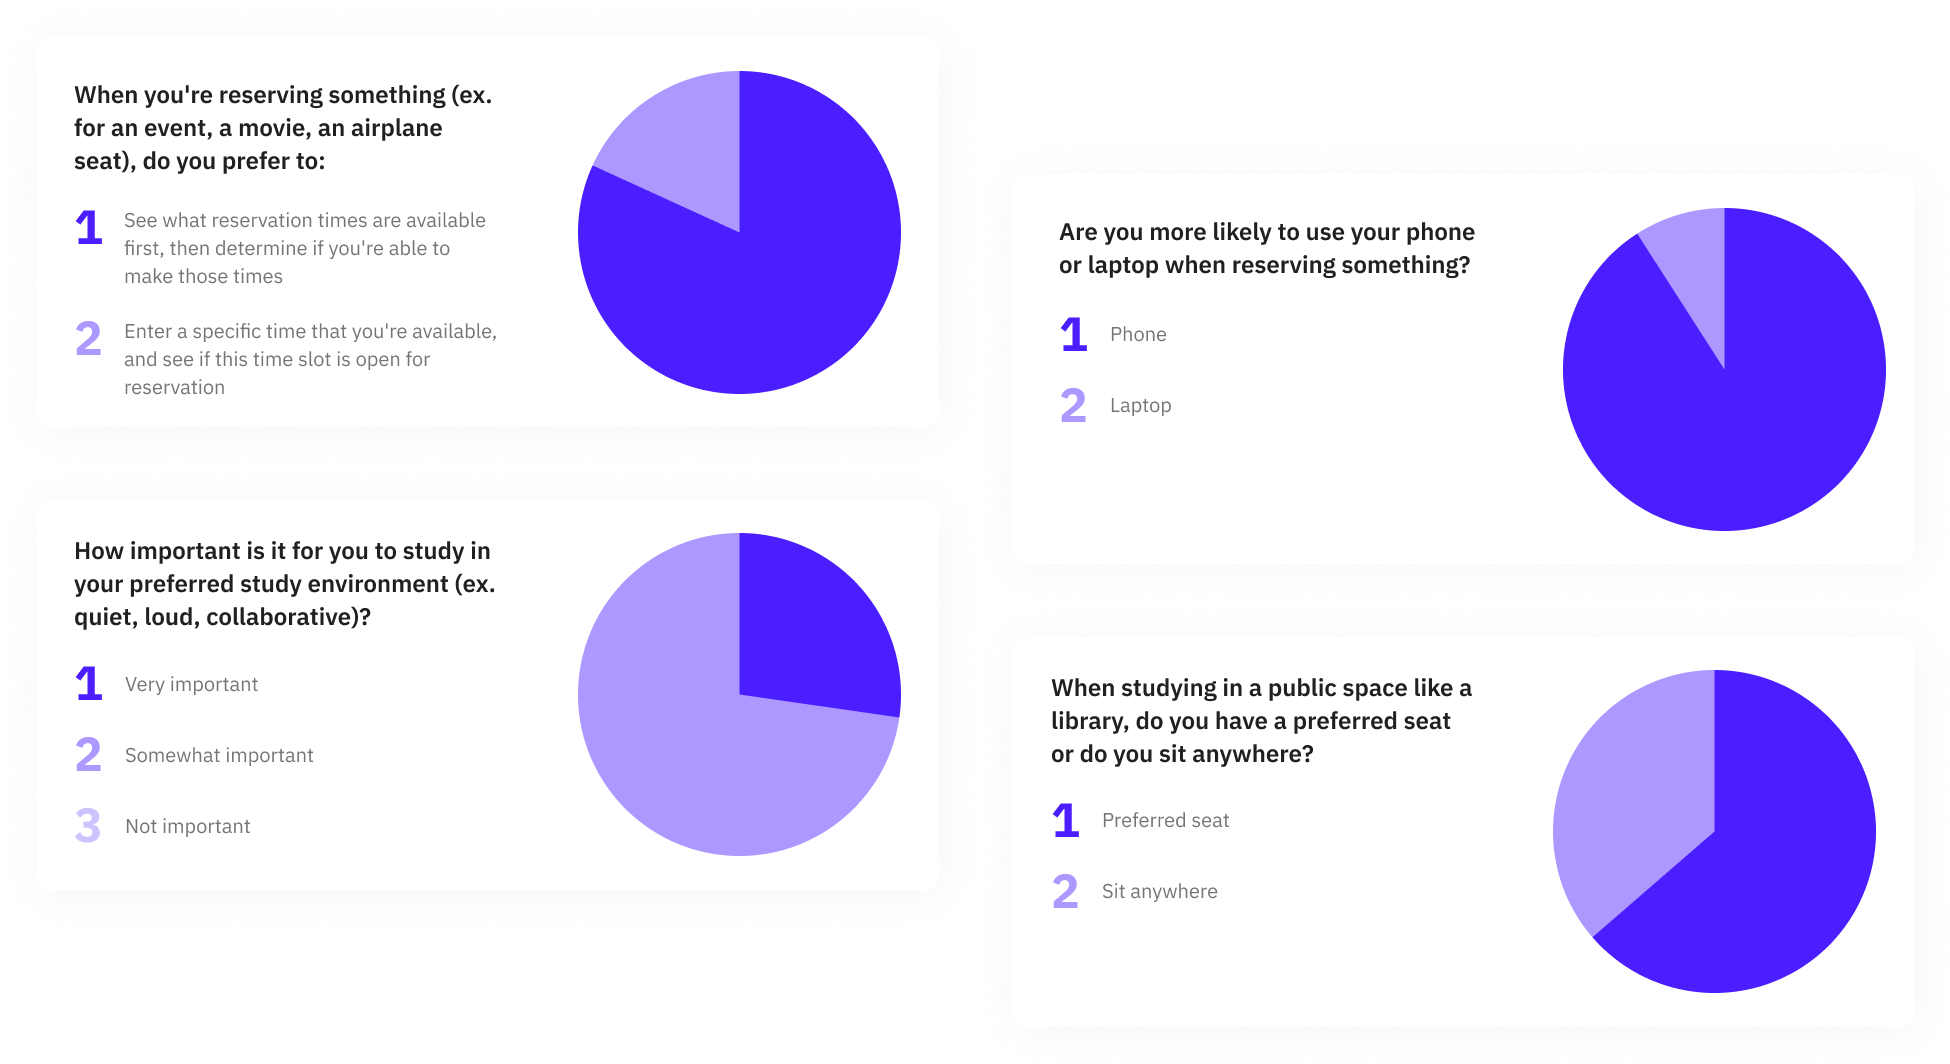 When you're reserving something (ex.
for an event, a movie, an airplane
seat), do you prefer to:
1 See what reservation times are available
first, then determine if you're able to
make those times
2 Enter a specific time that you're available,
and see if this time slot is open for
reservation
Are you more likely to use your phone
or laptop when reserving something?
1 Phone
2 Laptop
How important is it for you to study in
your preferred study environment (ex.
quiet, loud, collaborative)?
1 Very important
2 Somewhat important
3 Not important
When studying in a public space like a
library, do you have a preferred seat
or do you sit anywhere?
1 Preferred seat
2 Sit anywhere